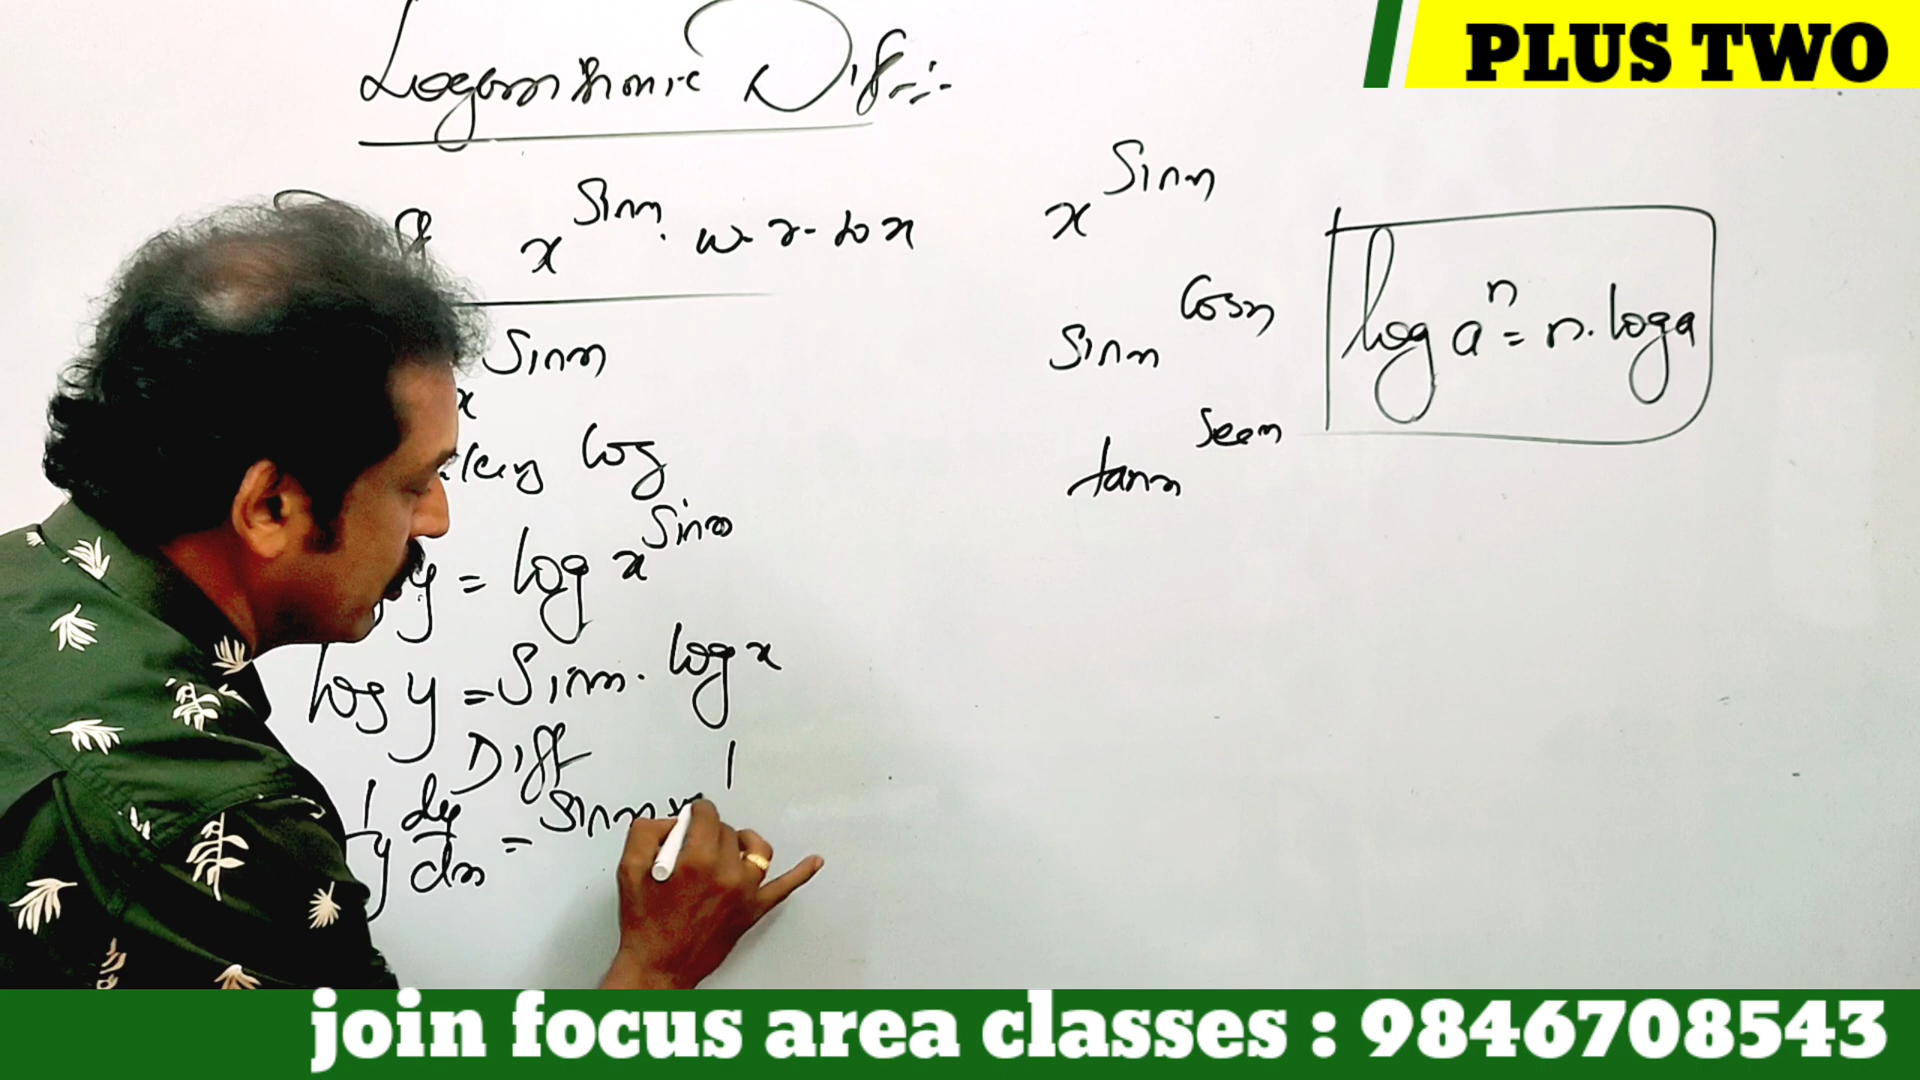 PLUS TWO
Logarithmic Diff
x^Sinx. w.r.to x
Sinx
x
log
y = log x^Sinx
log y = Sinx. log x
Diff
1/y dy/dx = Sinx x 1
x^Sinx
Sinx^Cosx
tanx^Secx
log a^n = n. log a
join focus area classes : 9846708543